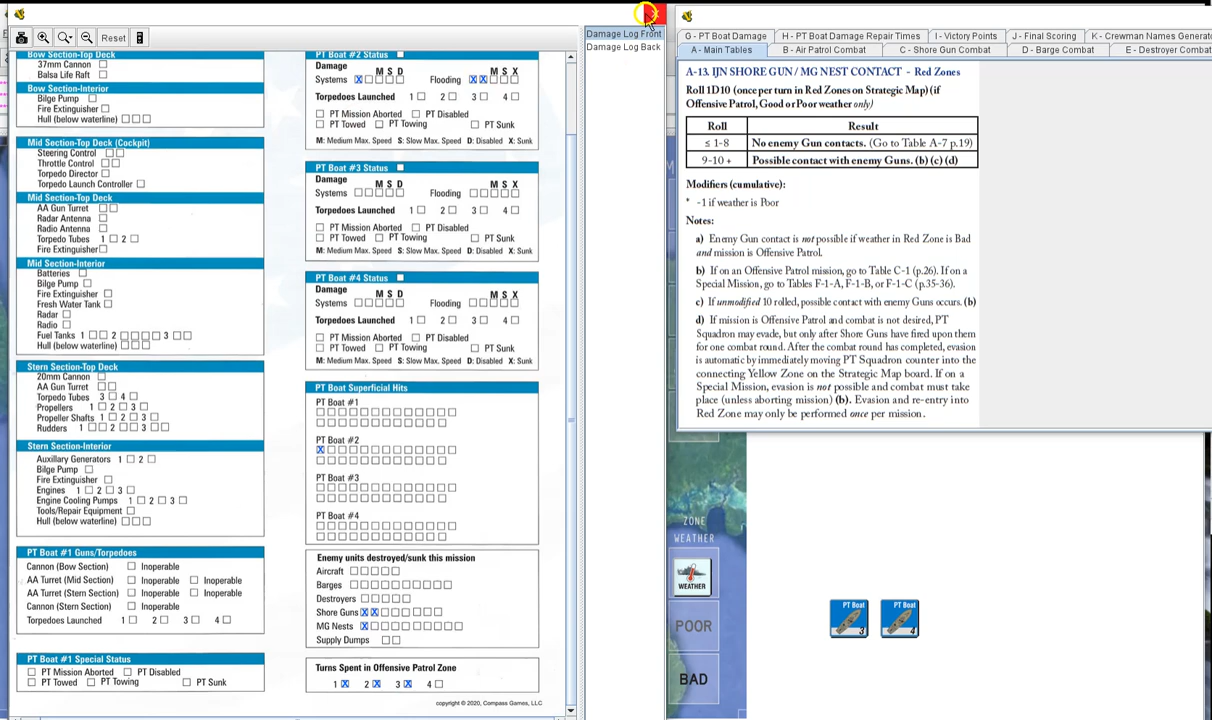 Reset
Damage Log Front
Damage Log Back
Bow Section-Top Deck
37mm Cannon
Balsa Life Raft
Bow Section-Interior
Bilge Pump
Fire Extinguisher
Hull (below waterline)
Mid Section-Top Deck (Cockpit)
Steering Control
Throttle Control
Torpedo Director
Torpedo Launch Controller
Mid Section-Top Deck
AA Gun Turret
Radar Antenna
Radio Antenna
Torpedo Tubes 1 2
Fire Extinguisher
Mid Section-Interior
Batteries
Bilge Pump
Fire Extinguisher
Fresh Water Tank
Radar
Radio
Fuel Tanks 1 2 3
Hull (below waterline)
Stern Section-Top Deck
20mm Cannon
AA Gun Turret
Torpedo Tubes 3 4
Propellers 1 2 3
Propeller Shafts 1 2 3
Rudders 1 2 3
Stern Section-Interior
Auxillary Generators 1 2
Bilge Pump
Fire Extinguisher
Engines 1 2 3
Engine Cooling Pumps 1 2 3
Tools/Repair Equipment
Hull (below waterline)
PT Boat #1 Guns/Torpedoes
Cannon (Bow Section) Inoperable
AA Turret (Mid Section) Inoperable Inoperable
AA Turret (Stern Section) Inoperable Inoperable
Cannon (Stern Section) Inoperable
Torpedoes Launched 1 2 3 4
PT Boat #1 Special Status
PT Mission Aborted PT Disabled
PT Towed PT Towing PT Sunk
PT Boat #2 Status
Damage
M S D M S X
Systems X Flooding X X
Torpedoes Launched 1 2 3 4
PT Mission Aborted PT Disabled
PT Towed PT Towing PT Sunk
M: Medium Max. Speed S: Slow Max. Speed D: Disabled X: Sunk
PT Boat #3 Status
Damage
M S D M S X
Systems Flooding
Torpedoes Launched 1 2 3 4
PT Mission Aborted PT Disabled
PT Towed PT Towing PT Sunk
M: Medium Max. Speed S: Slow Max. Speed D: Disabled X: Sunk
PT Boat #4 Status
Damage
M S D M S X
Systems Flooding
Torpedoes Launched 1 2 3 4
PT Mission Aborted PT Disabled
PT Towed PT Towing PT Sunk
M: Medium Max. Speed S: Slow Max. Speed D: Disabled X: Sunk
PT Boat Superficial Hits
PT Boat #1
PT Boat #2
X
PT Boat #3
PT Boat #4
Enemy units destroyed/sunk this mission
Aircraft
Barges
Destroyers
Shore Guns X X
MG Nests X
Supply Dumps
Turns Spent in Offensive Patrol Zone
1 X 2 X 3 X 4
copyright © 2020, Compass Games, LLC
G - PT Boat Damage
H - PT Boat Damage Repair Times
I - Victory Points
J - Final Scoring
K - Crewman Names Generator
A - Main Tables
B - Air Patrol Combat
C - Shore Gun Combat
D - Barge Combat
E - Destroyer Combat
A-13. IJN SHORE GUN / MG NEST CONTACT - Red Zones
Roll 1D10 (once per turn in Red Zones on Strategic Map) (if
Offensive Patrol, Good or Poor weather only)
Roll Result
≤ 1-8 No enemy Gun contacts. (Go to Table A-7 p.19)
9-10 + Possible contact with enemy Guns. (b) (c) (d)
Modifiers (cumulative):
* -1 if weather is Poor
Notes:
a) Enemy Gun contact is not possible if weather in Red Zone is Bad
and mission is Offensive Patrol.
b) If on an Offensive Patrol mission, go to Table C-1 (p.26). If on a
Special Mission, go to Tables F-1-A, F-1-B, or F-1-C (p.35-36).
c) If unmodified 10 rolled, possible contact with enemy Guns occurs. (b)
d) If mission is Offensive Patrol and combat is not desired, PT
Squadron may evade, but only after Shore Guns have fired upon them
for one combat round. After the combat round has completed, evasion
is automatic by immediately moving PT Squadron counter into the
connecting Yellow Zone on the Strategic Map board. If on a
Special Mission, evasion is not possible and combat must take
place (unless aborting mission) (b). Evasion and re-entry into
Red Zone may only be performed once per mission.
ZONE
WEATHER
WEATHER
POOR
BAD
PT Boat
3
PT Boat
4